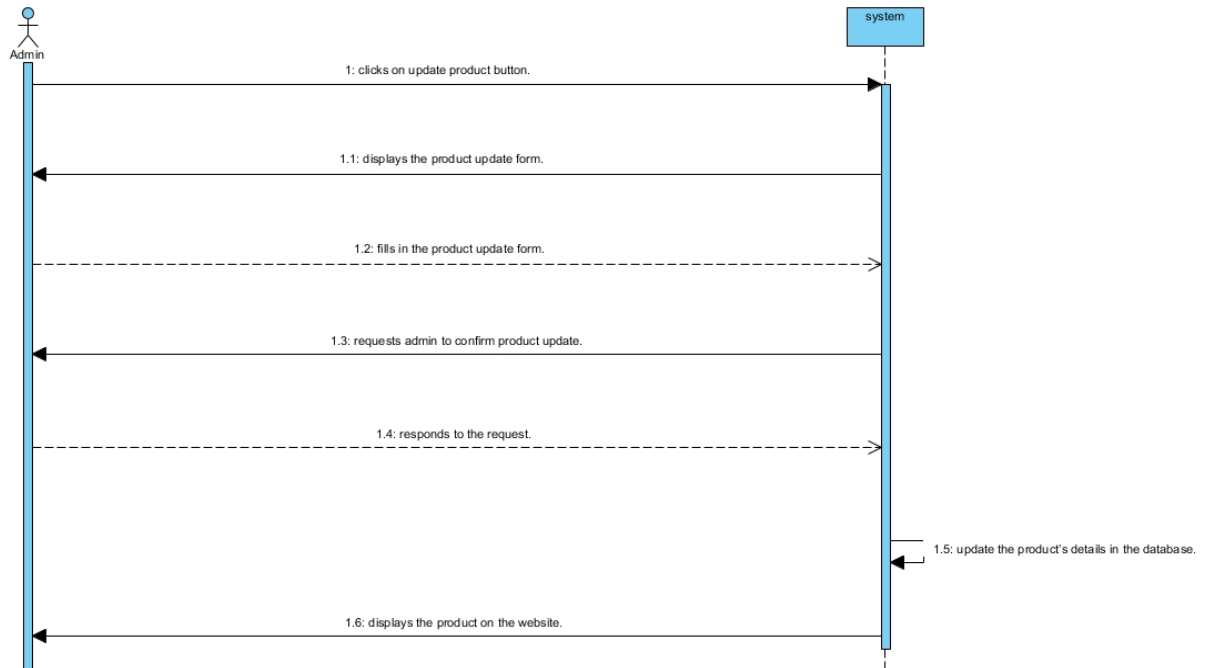 system
Admin
1: clicks on update product button.
1.1: displays the product update form.
1.2: fills in the product update form.
1.3: requests admin to confirm product update.
1.4: responds to the request.
1.5: update the product's details in the database.
1.6: displays the product on the website.